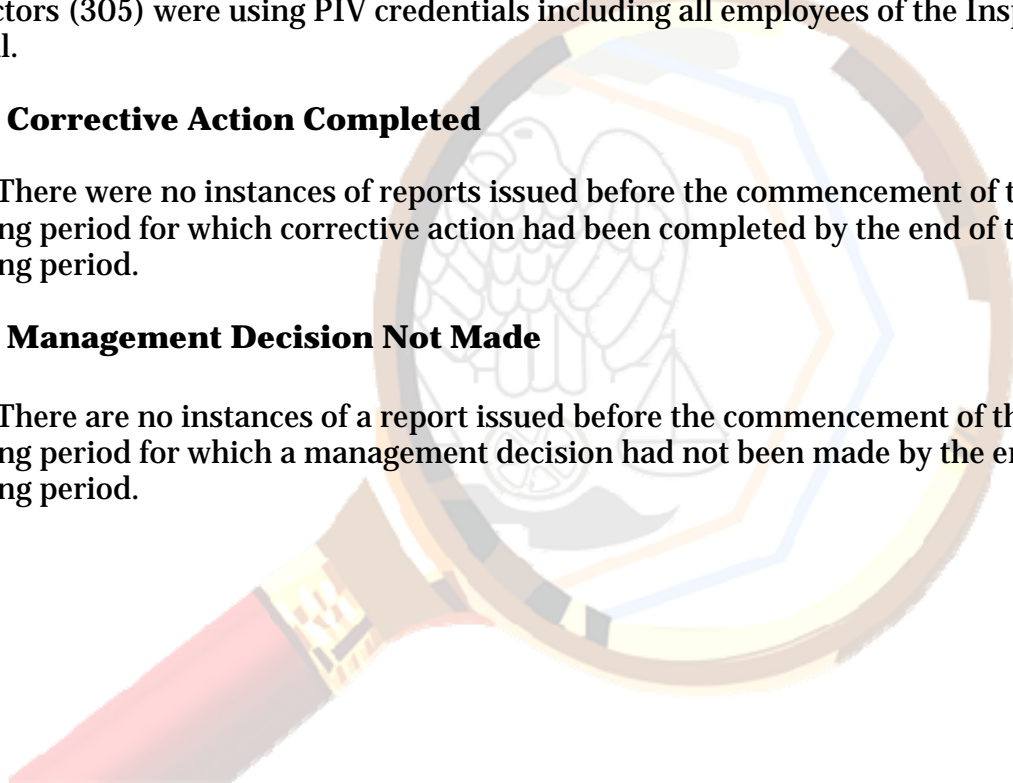 ctors (305) were using PIV credentials including all employees of the Insp
l.
Corrective Action Completed
There were no instances of reports issued before the commencement of t
ng period for which corrective action had been completed by the end of t
ng period.
Management Decision Not Made
There are no instances of a report issued before the commencement of th
ng period for which a management decision had not been made by the en
ng period.